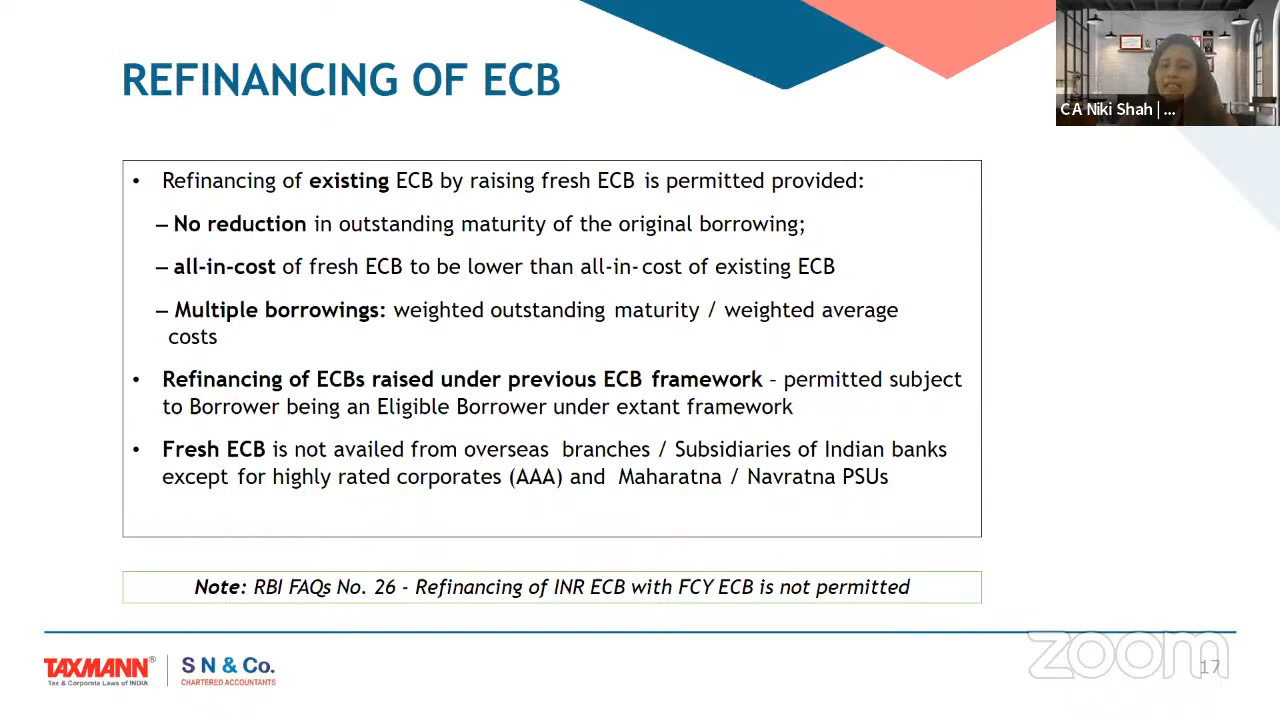 REFINANCING OF ECB
CA Niki Shah | ...
• Refinancing of existing ECB by raising fresh ECB is permitted provided:
– No reduction in outstanding maturity of the original borrowing;
– all-in-cost of fresh ECB to be lower than all-in-cost of existing ECB
– Multiple borrowings: weighted outstanding maturity / weighted average
costs
• Refinancing of ECBs raised under previous ECB framework – permitted subject
to Borrower being an Eligible Borrower under extant framework
• Fresh ECB is not availed from overseas branches / Subsidiaries of Indian banks
except for highly rated corporates (AAA) and Maharatna / Navratna PSUs
Note: RBI FAQs No. 26 - Refinancing of INR ECB with FCY ECB is not permitted
TAXMANN®
Tax & Corporate Laws of INDIA
S N & Co.
CHARTERED ACCOUNTANTS
zoom
17